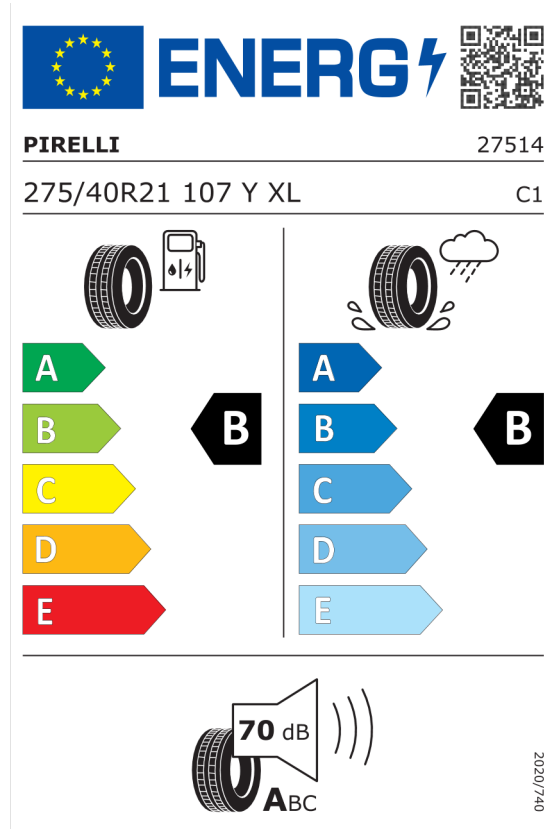 ENERG
PIRELLI 27514
275/40R21 107 Y XL C1
A A
B B B B
C C
D D
E E
70 dB
ABC
2020/740